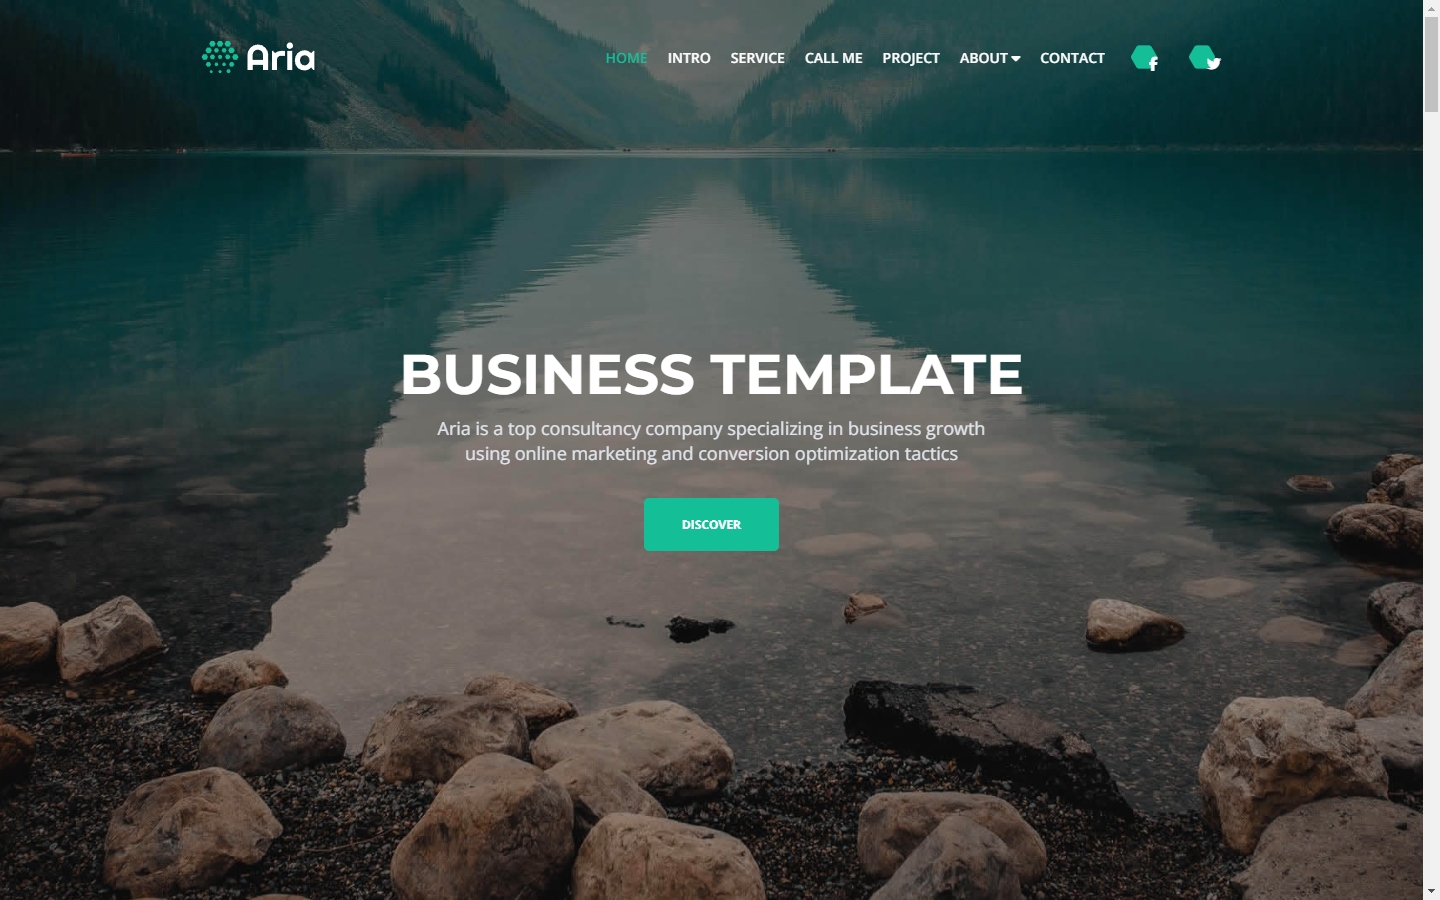 Aria
HOME INTRO SERVICE CALL ME PROJECT ABOUT CONTACT
BUSINESS TEMPLATE
Aria is a top consultancy company specializing in business growth
using online marketing and conversion optimization tactics
DISCOVER